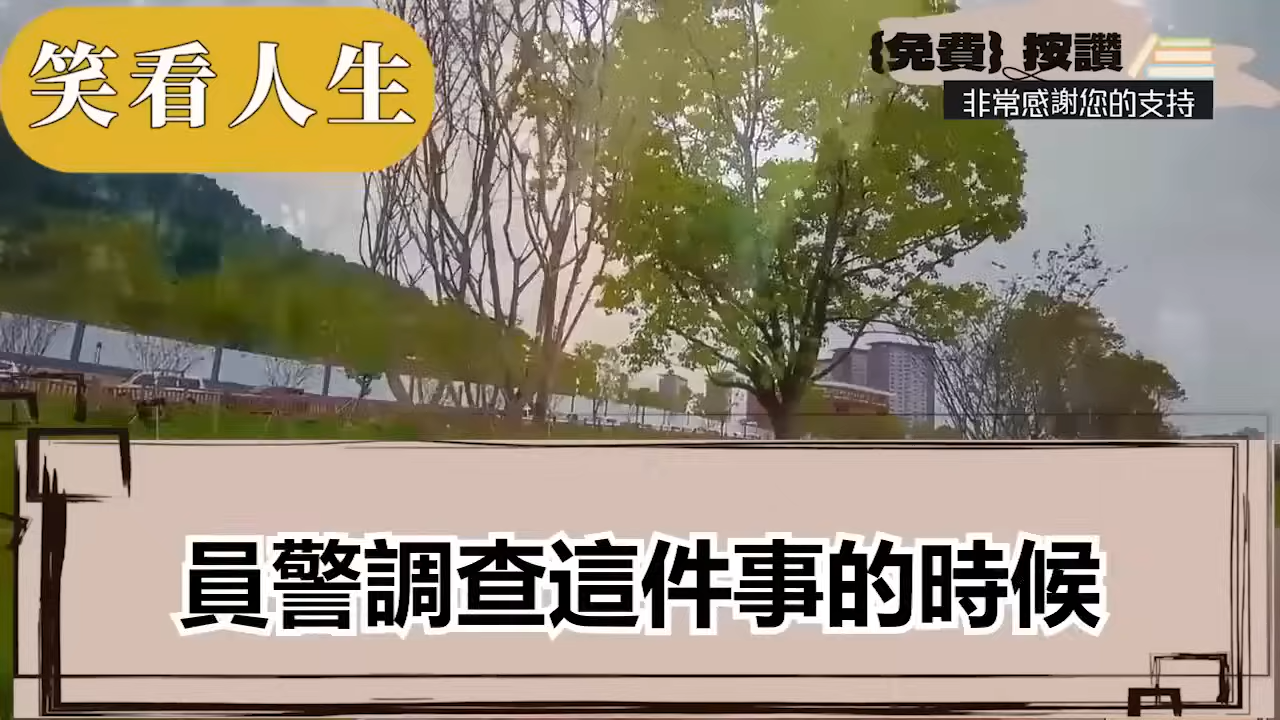 笑看人生
{免費} 按讚
非常感謝您的支持
員警調查這件事的時候